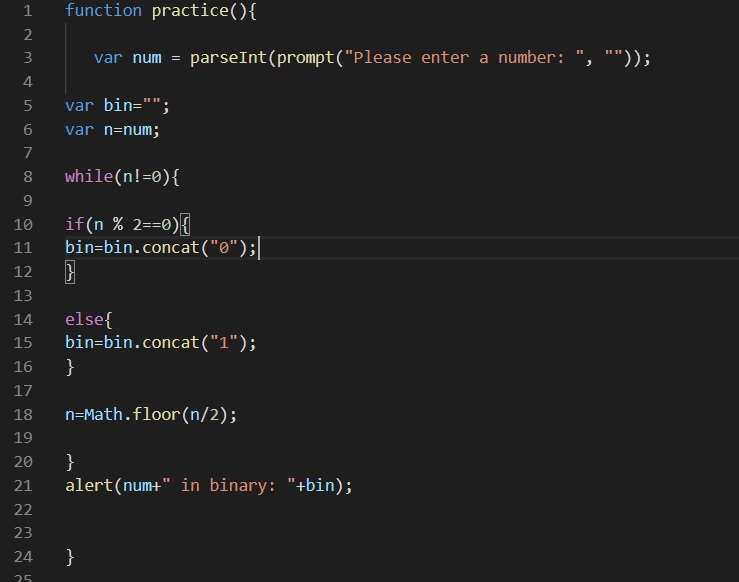 1 function practice(){
2
3 var num = parseInt(prompt("Please enter a number: ", ""));
4
5 var bin="";
6 var n=num;
7
8 while(n!=0){
9
10 if(n % 2==0){
11 bin=bin.concat("0");
12 }
13
14 else{
15 bin=bin.concat("1");
16 }
17
18 n=Math.floor(n/2);
19
20 }
21 alert(num+" in binary: "+bin);
22
23
24 }
25